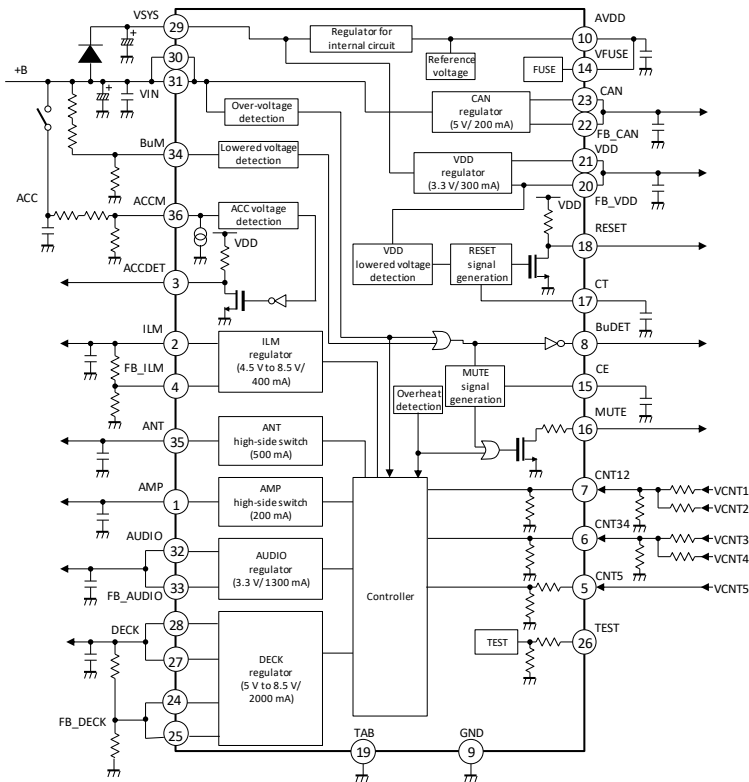 VSYS
29
30
+B
31
VIN
BuM
34
ACC
ACCM
36
ACCDET
3
ILM
2
FB_ILM
4
ANT
35
AMP
1
AUDIO
32
33
FB_AUDIO
28
DECK
27
24
FB_DECK
25
Regulator for
internal circuit
Reference
voltage
Over-voltage
detection
Lowered voltage
detection
ACC voltage
detection
VDD
CAN
regulator
(5 V/ 200 mA)
VDD
regulator
(3.3 V/ 300 mA)
VDD
VDD
lowered voltage
detection
RESET
signal
generation
ILM
regulator
(4.5 V to 8.5 V/
400 mA)
Overheat
detection
MUTE
signal
generation
ANT
high-side switch
(500 mA)
AMP
high-side switch
(200 mA)
AUDIO
regulator
(3.3 V/ 1300 mA)
DECK
regulator
(5 V to 8.5 V/
2000 mA)
Controller
FUSE
TEST
AVDD
10
VFUSE
14
23
CAN
22
FB_CAN
21
VDD
20
FB_VDD
RESET
18
CT
17
BuDET
8
CE
15
MUTE
16
CNT12
7
VCNT1
VCNT2
CNT34
6
VCNT3
VCNT4
CNT5
5
VCNT5
TEST
26
TAB
19
GND
9